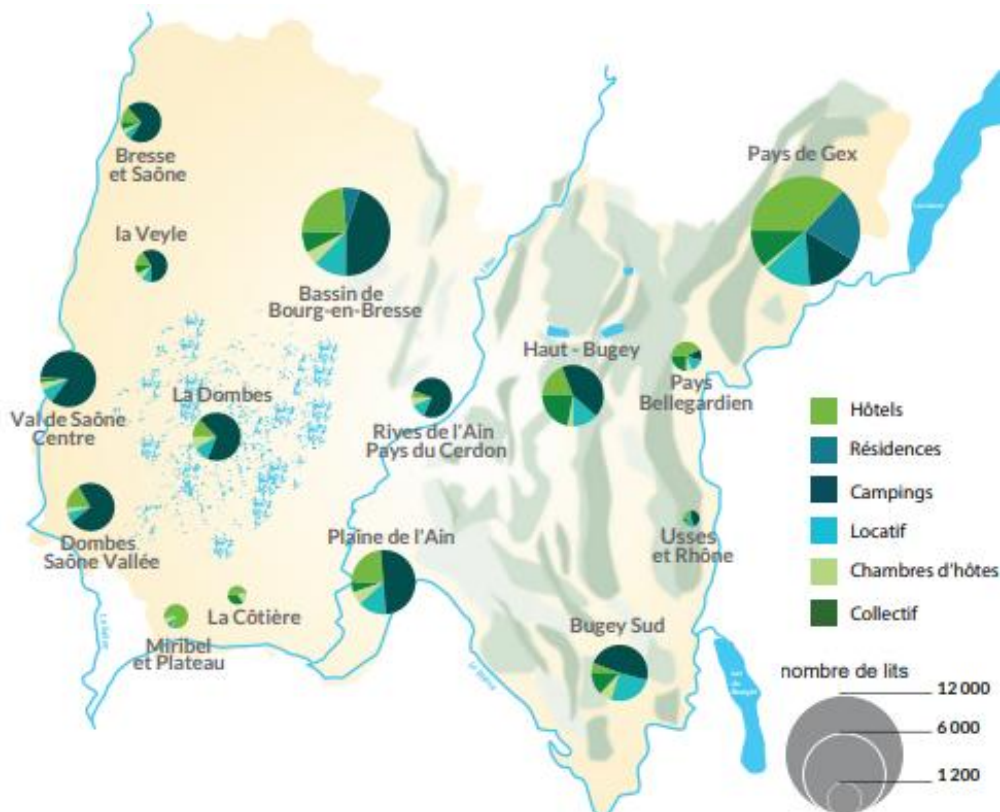 Bresse
et Saône
la Veyle
Bassin de
Bourg-en-Bresse
Pays de Gex
Val de Saône
Centre
La Dombes
Rives de l'Ain
Pays du Cerdon
Haut - Bugey
Pays
Bellegardien
Dombes
Saône Vallée
Plaine de l'Ain
Usses
et Rhône
La Côtière
Miribel
et Plateau
Bugey Sud
Hôtels
Résidences
Campings
Locatif
Chambres d'hôtes
Collectif
nombre de lits
12 000
6 000
1 200